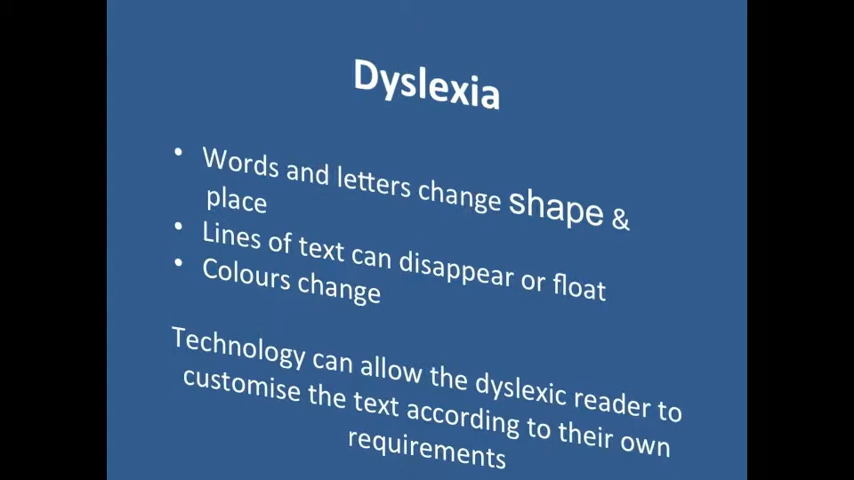 Dyslexia
• Words and letters change shape &
place
• Lines of text can disappear or float
• Colours change
Technology can allow the dyslexic reader to
customise the text according to their own
requirements